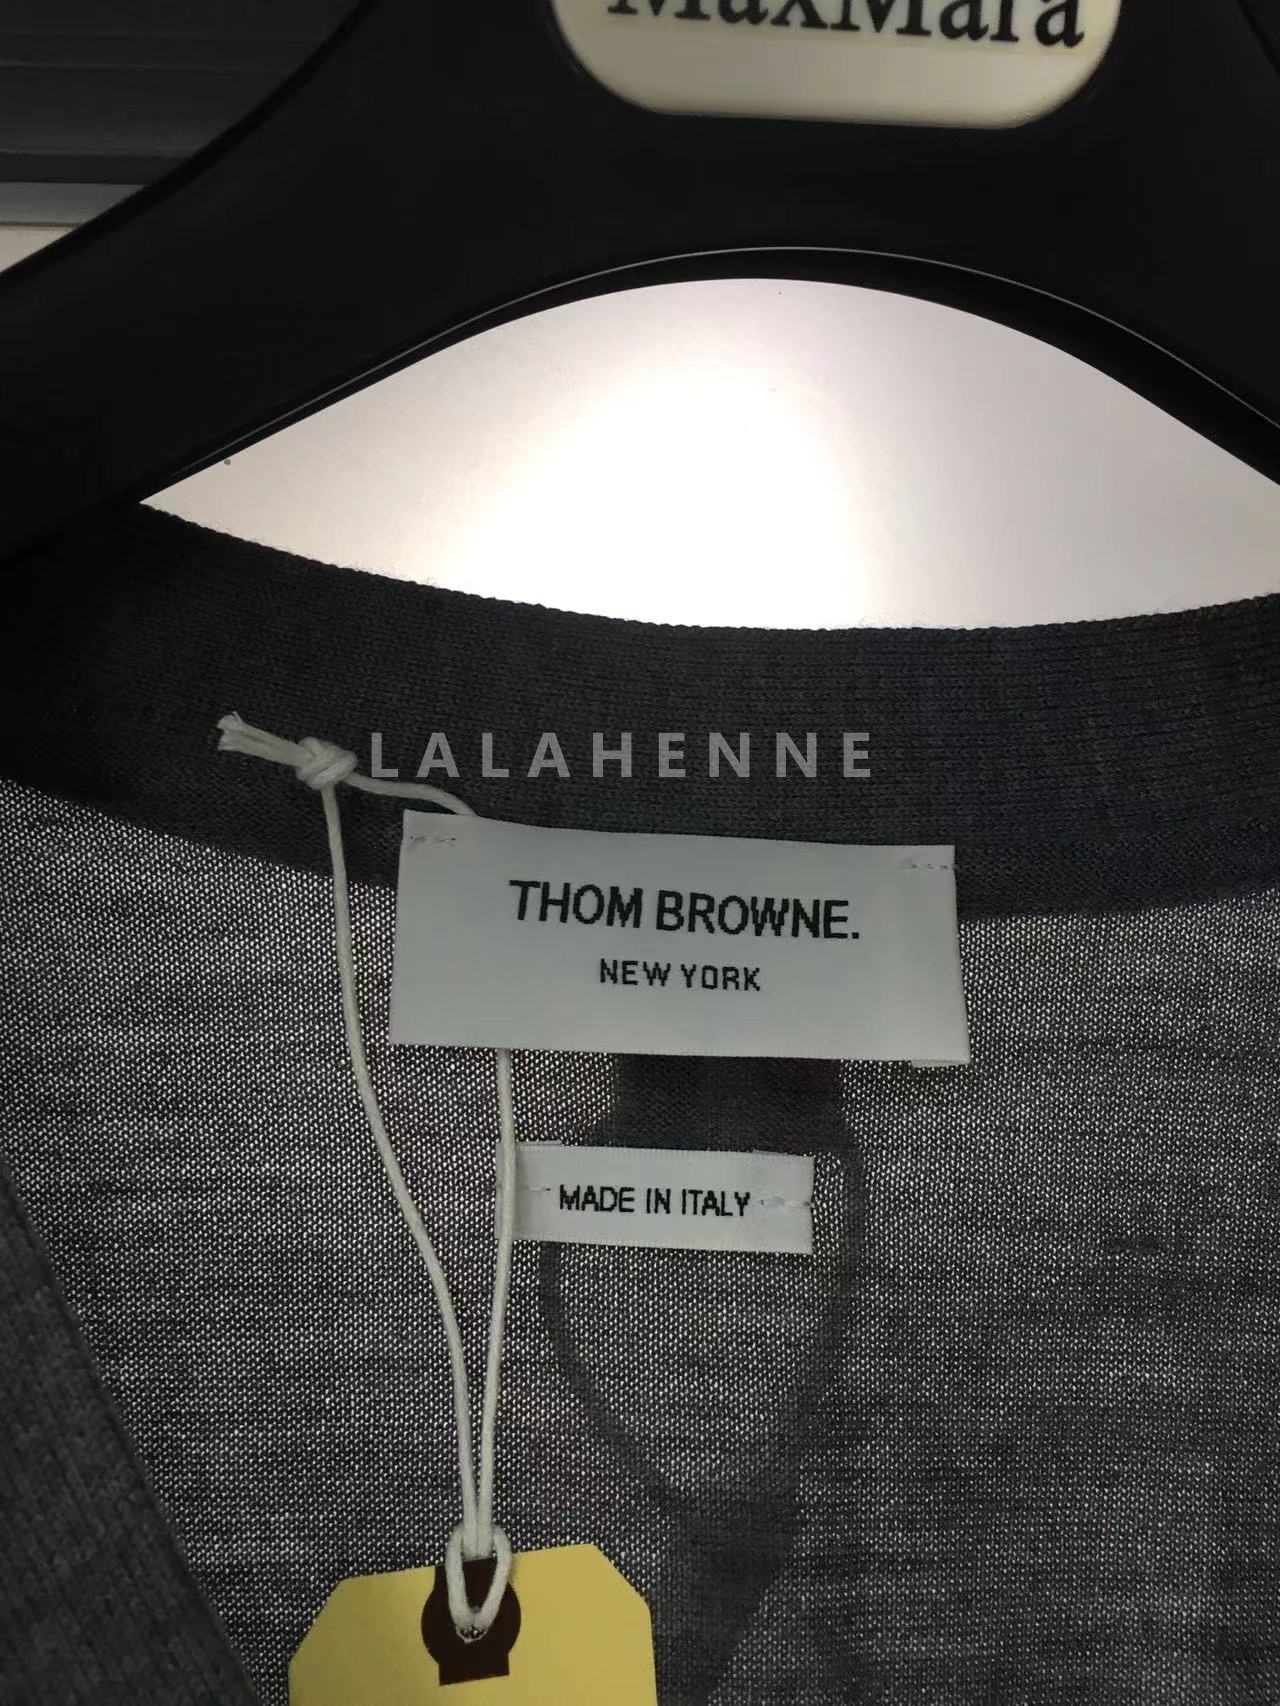 MaxMara
LALAHENNE
THOM BROWNE.
NEW YORK
MADE IN ITALY